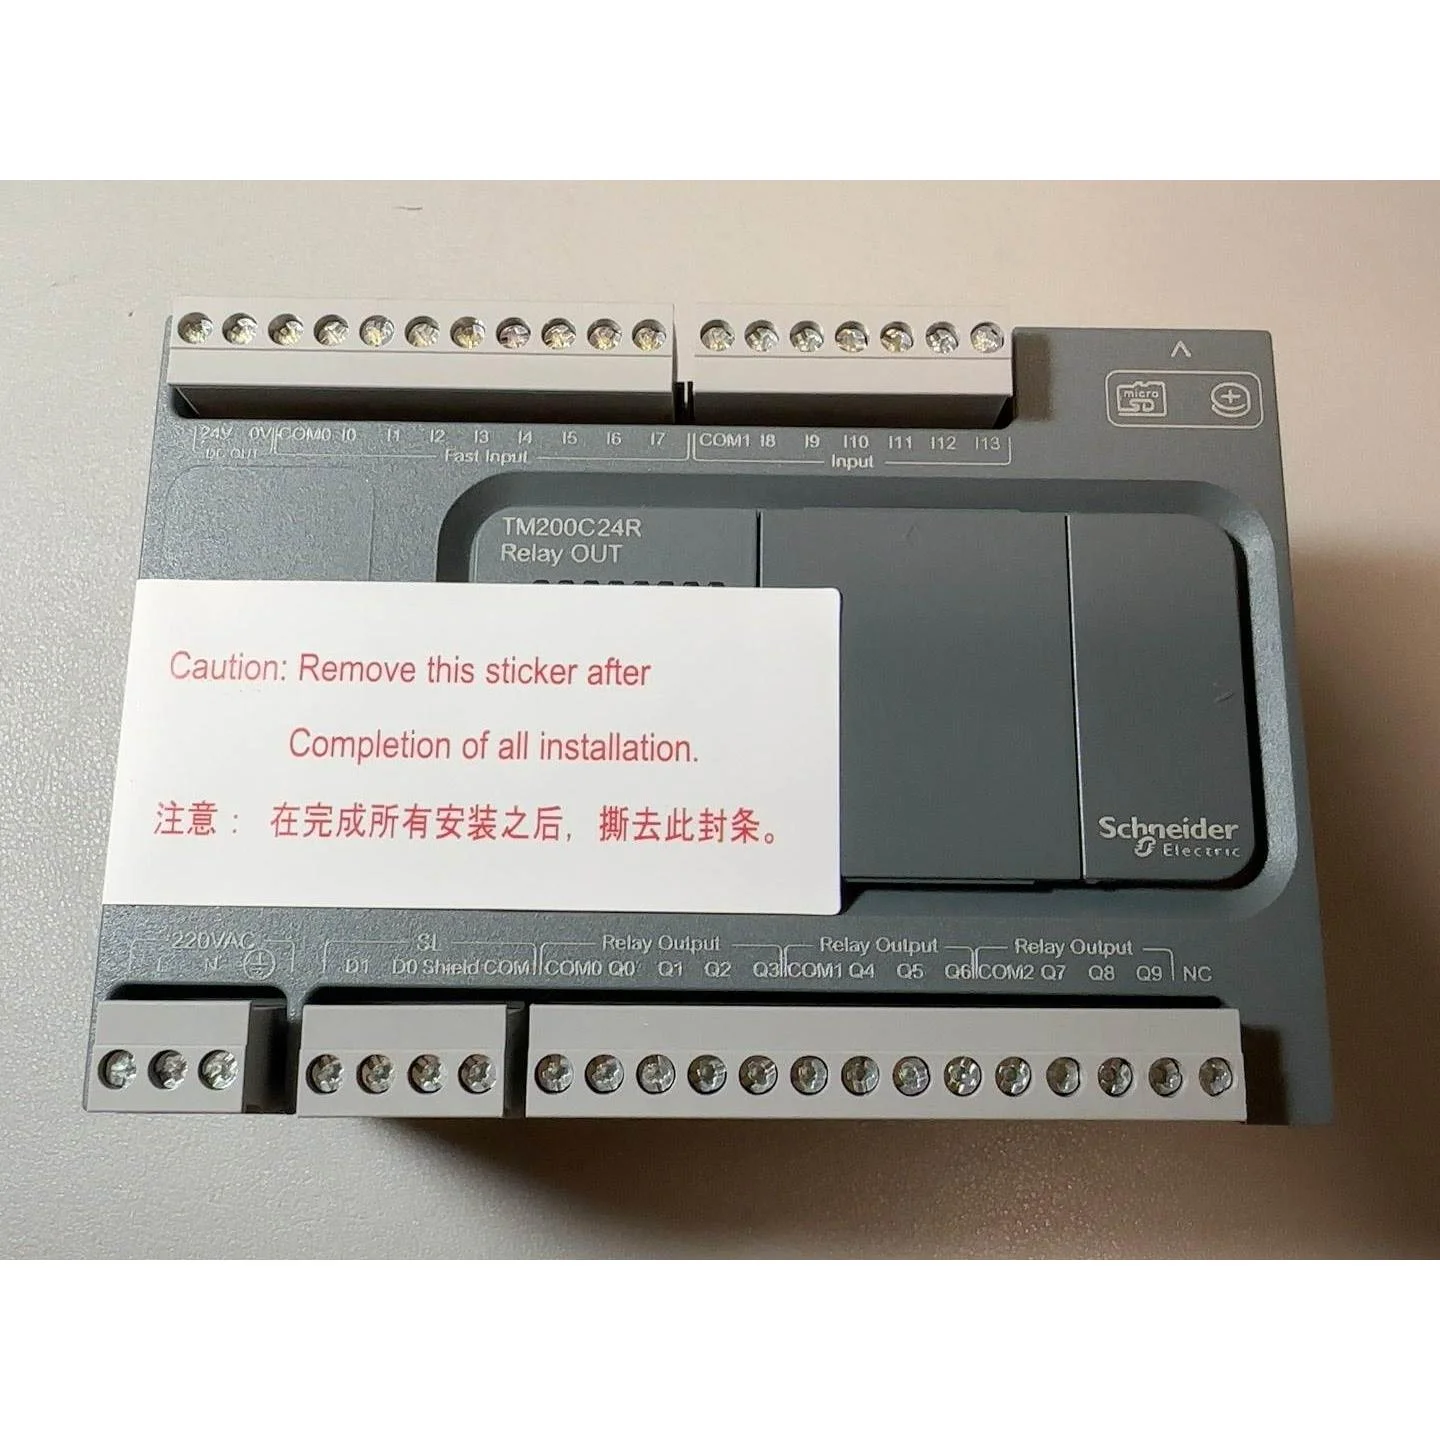 24V 0V COM0 I0 I1 I2 I3 I4 I5 I6 I7 COM1 I8 I9 I10 I11 I12 I13
DC OUT Fast Input Input
micro
SD
TM200C24R
Relay OUT
Caution: Remove this sticker after
Completion of all installation.
注意： 在完成所有安装之后，撕去此封条。
Schneider
Electric
220VAC SL Relay Output Relay Output Relay Output
L N D1 D0 Shield COM COM0 Q0 Q1 Q2 Q3 COM1 Q4 Q5 Q6 COM2 Q7 Q8 Q9 NC